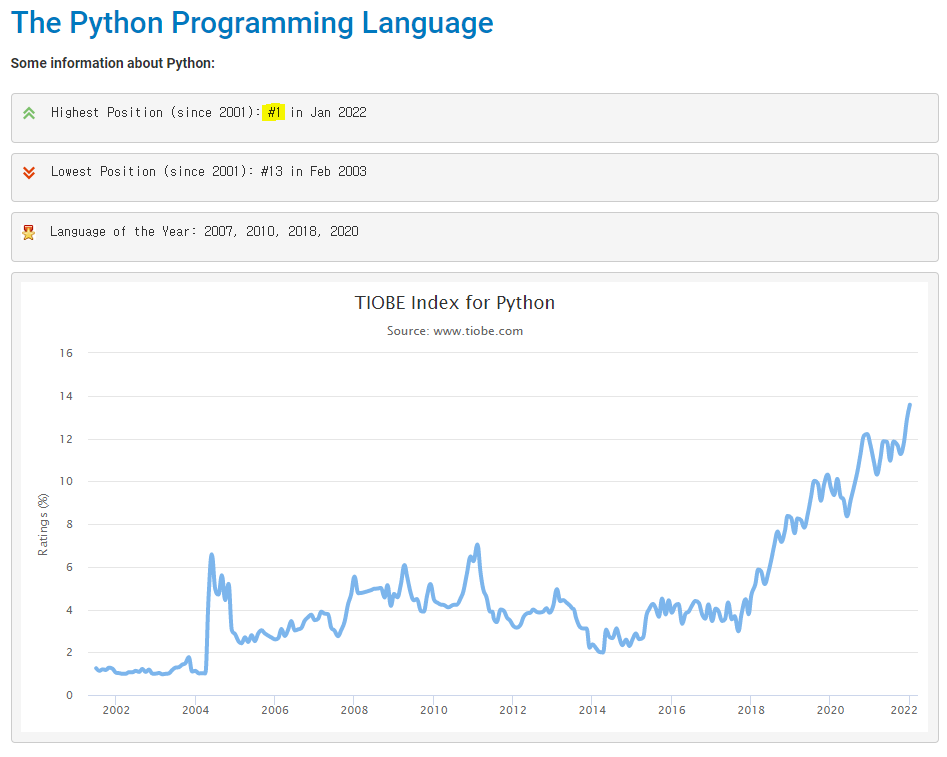 The Python Programming Language
Some information about Python:
Highest Position (since 2001): #1 in Jan 2022
Lowest Position (since 2001): #13 in Feb 2003
Language of the Year: 2007, 2010, 2018, 2020
TIOBE Index for Python
Source: www.tiobe.com
16
14
12
10
8
6
4
2
0
Ratings (%)
2002 2004 2006 2008 2010 2012 2014 2016 2018 2020 2022